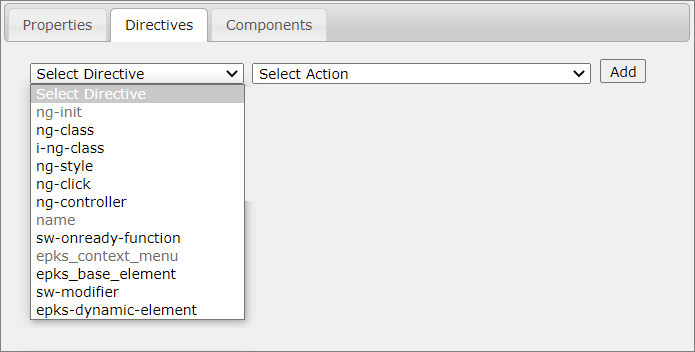 Properties Directives Components
Select Directive Select Action Add
Select Directive
ng-init
ng-class
i-ng-class
ng-style
ng-click
ng-controller
name
sw-onready-function
epks_context_menu
epks_base_element
sw-modifier
epks-dynamic-element